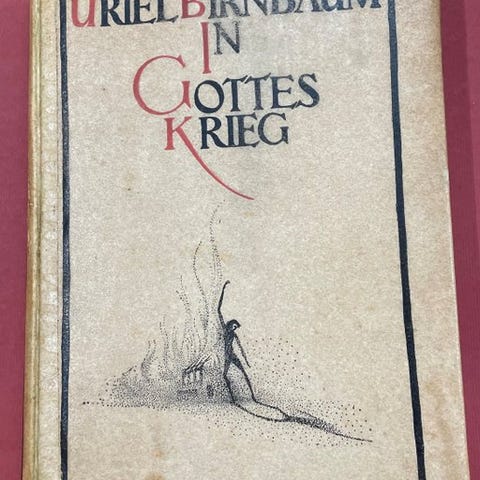 URIEL BIRNBAUM
IN
GOTTES
KRIEG